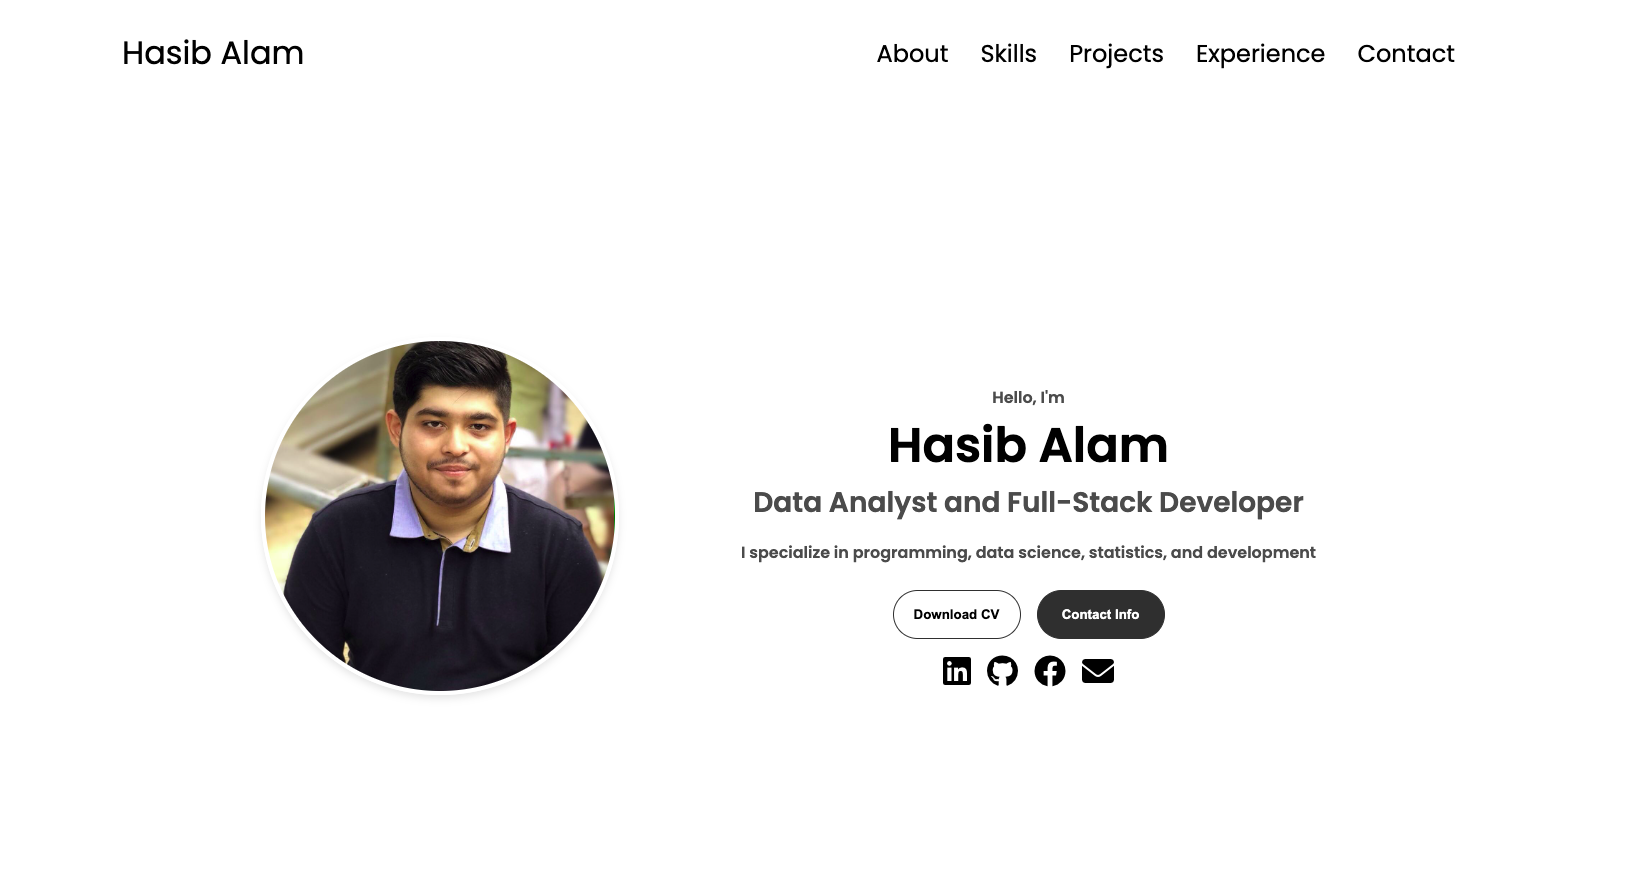 Hasib Alam
About Skills Projects Experience Contact
Hello, I'm
Hasib Alam
Data Analyst and Full-Stack Developer
I specialize in programming, data science, statistics, and development
Download CV Contact Info